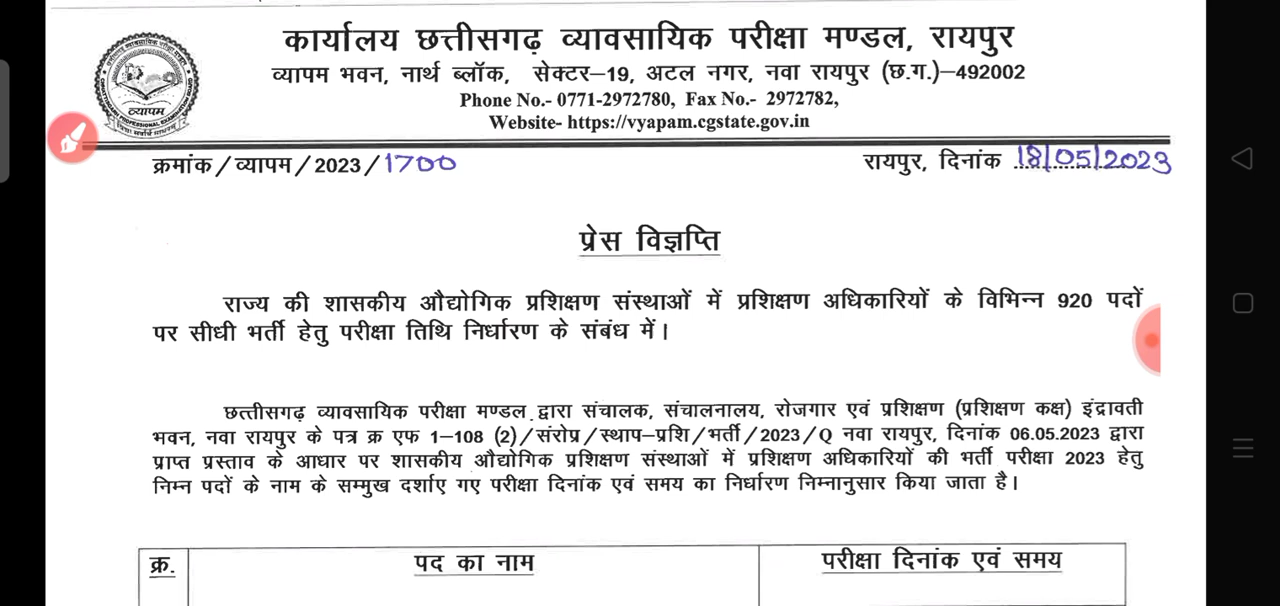 कार्यालय छत्तीसगढ़ व्यावसायिक परीक्षा मण्डल, रायपुर
व्यापम भवन, नार्थ ब्लॉक, सेक्टर–19, अटल नगर, नवा रायपुर (छ.ग.)–492002
Phone No.- 0771-2972780, Fax No.- 2972782,
Website- https://vyapam.cgstate.gov.in
व्यापम
क्रमांक/व्यापम/2023/1700 रायपुर, दिनांक 18/05/2023
प्रेस विज्ञप्ति
राज्य की शासकीय औद्योगिक प्रशिक्षण संस्थाओं में प्रशिक्षण अधिकारियों के विभिन्न 920 पदों
पर सीधी भर्ती हेतु परीक्षा तिथि निर्धारण के संबंध में।
छत्तीसगढ़ व्यावसायिक परीक्षा मण्डल द्वारा संचालक, संचालनालय, रोजगार एवं प्रशिक्षण (प्रशिक्षण कक्ष) इंद्रावती
भवन, नवा रायपुर के पत्र क्र एफ 1–108 (2)/संरोप्र/स्थाप–प्रशि/भर्ती/2023/Q नवा रायपुर, दिनांक 06.05.2023 द्वारा
प्राप्त प्रस्ताव के आधार पर शासकीय औद्योगिक प्रशिक्षण संस्थाओं में प्रशिक्षण अधिकारियों की भर्ती परीक्षा 2023 हेतु
निम्न पदों के नाम के सम्मुख दर्शाए गए परीक्षा दिनांक एवं समय का निर्धारण निम्नानुसार किया जाता है।
क्र. पद का नाम परीक्षा दिनांक एवं समय